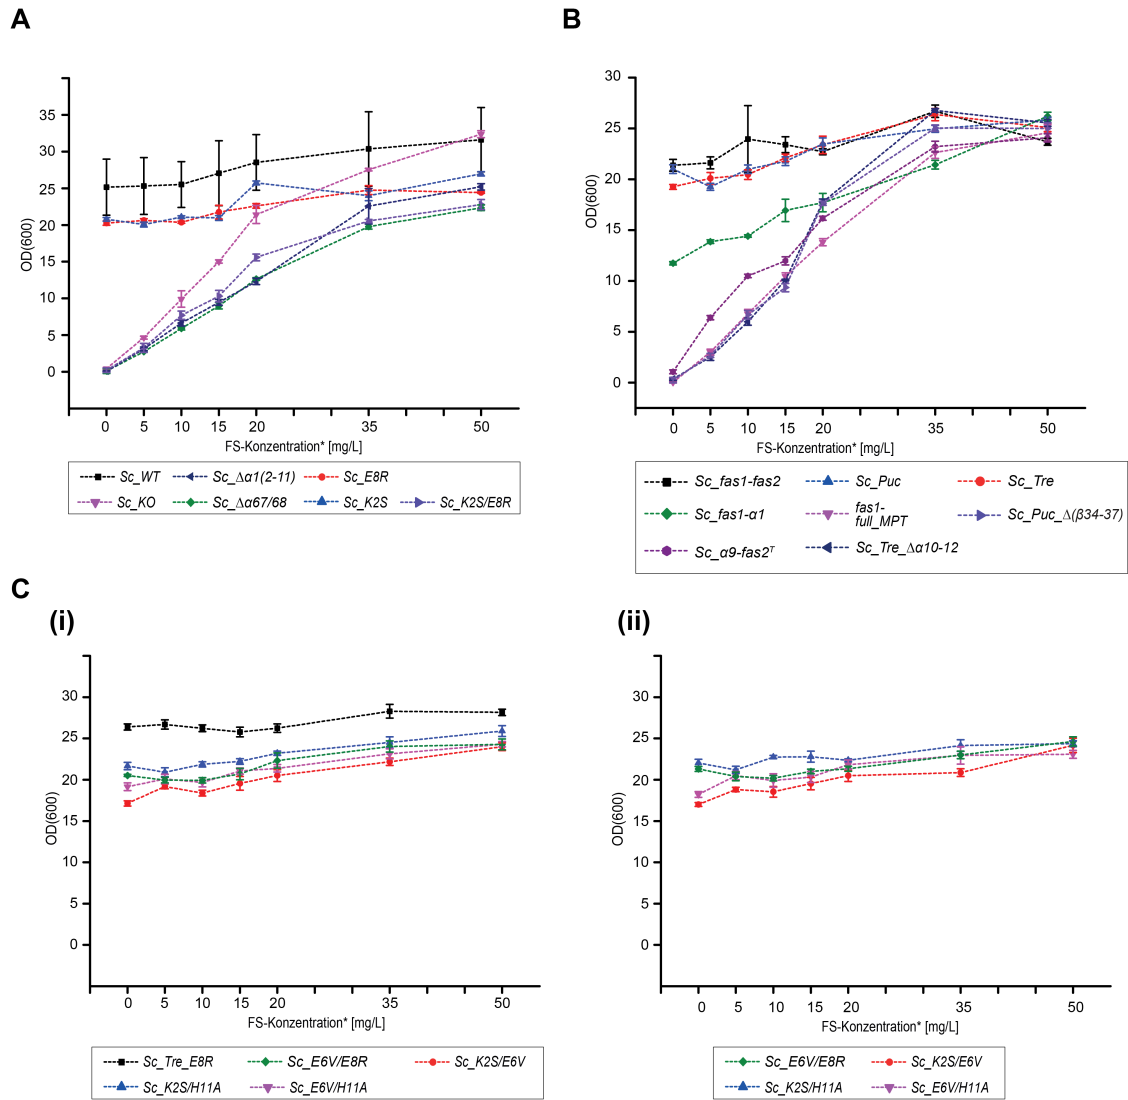 A
B
OD(600)
35
30
25
20
15
10
5
0
0 5 10 15 20 35 50
FS-Konzentration* [mg/L]
Sc_WT Sc_Δα1(2-11) Sc_E8R
Sc_KO Sc_Δα67/68 Sc_K2S Sc_K2S/E8R
OD(600)
30
25
20
15
10
5
0
0 5 10 15 20 35 50
FS-Konzentration* [mg/L]
Sc_fas1-fas2 Sc_Puc Sc_Tre
Sc_fas1-α1 fas1-
full_MPT Sc_Puc_Δ(β34-37)
Sc_α9-fas2ᵀ Sc_Tre_Δα10-12
C
(i)
(ii)
OD(600)
30
25
20
15
10
5
0
0 5 10 15 20 35 50
FS-Konzentration* [mg/L]
Sc_Tre_E8R Sc_E6V/E8R Sc_K2S/E6V
Sc_K2S/H11A Sc_E6V/H11A
OD(600)
30
25
20
15
10
5
0
0 5 10 15 20 35 50
FS-Konzentration* [mg/L]
Sc_E6V/E8R Sc_K2S/E6V
Sc_K2S/H11A Sc_E6V/H11A